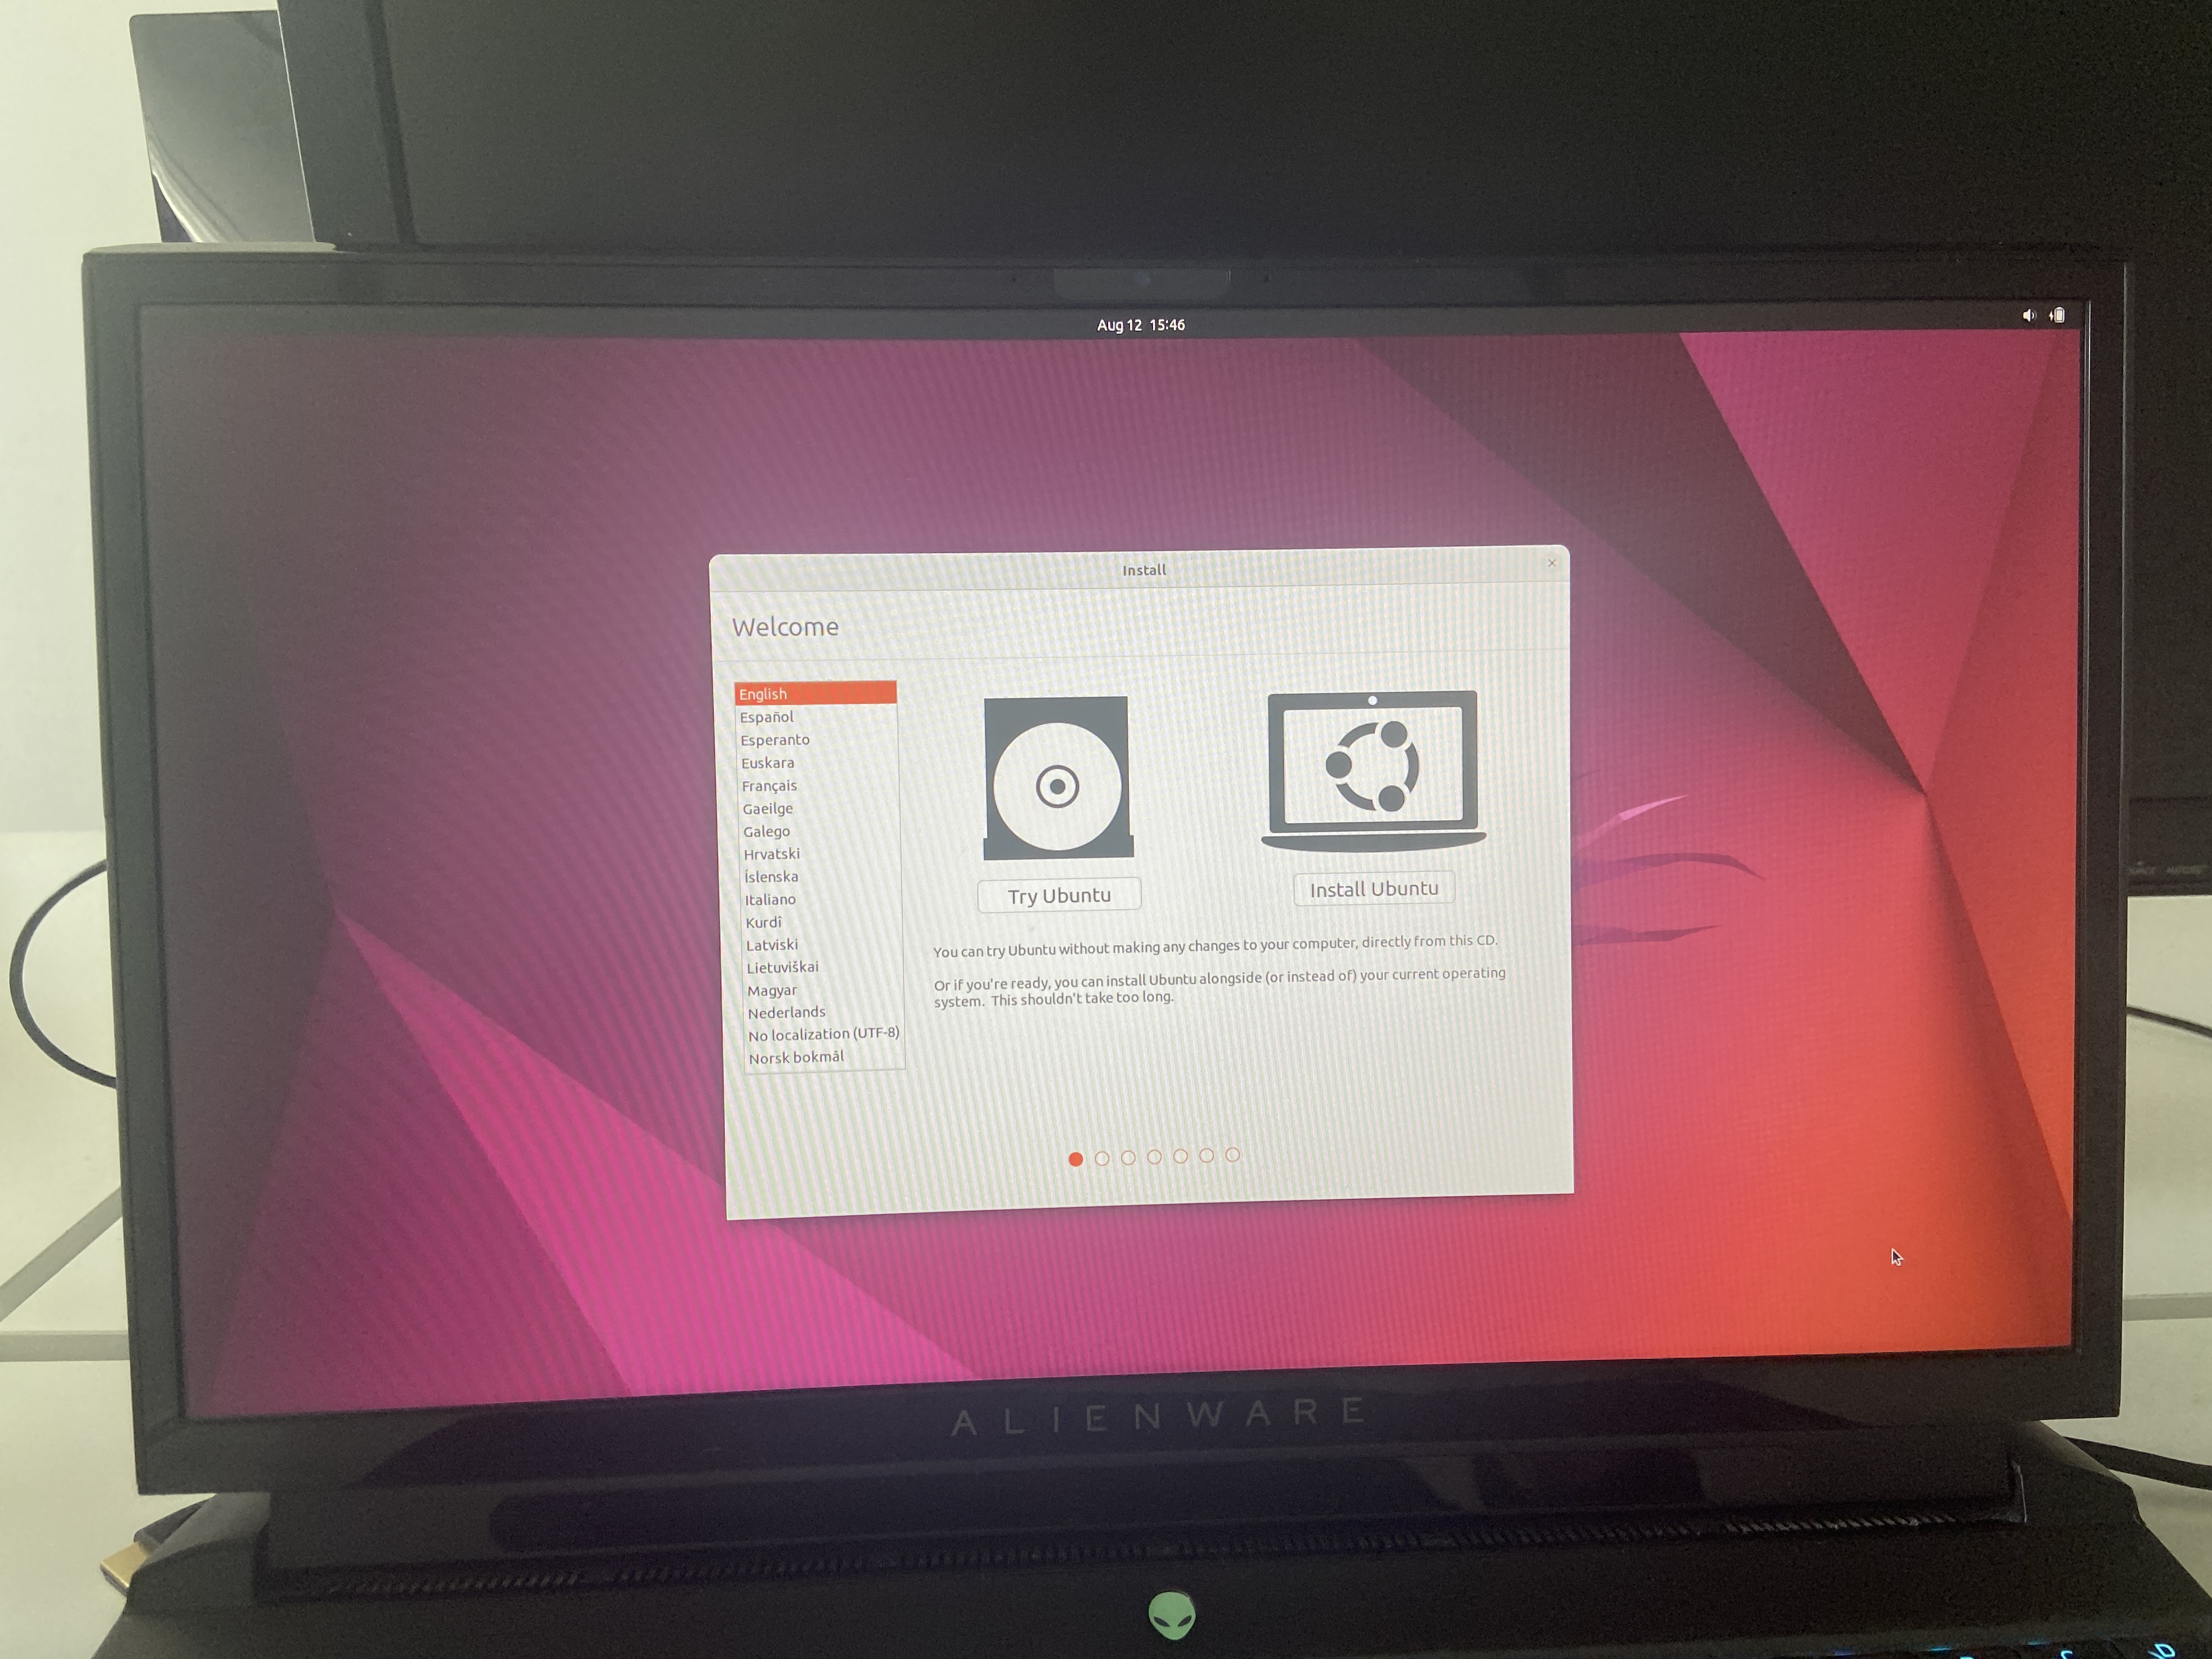 Aug 12 15:46
Install
Welcome
English
Español
Esperanto
Euskara
Français
Gaeilge
Galego
Hrvatski
Íslenska
Italiano
Kurdî
Latviski
Lietuviškai
Magyar
Nederlands
No localization (UTF-8)
Norsk bokmål
Try Ubuntu
Install Ubuntu
You can try Ubuntu without making any changes to your computer, directly from this CD.
Or if you're ready, you can install Ubuntu alongside (or instead of) your current operating
system. This shouldn't take too long.
ALIENWARE